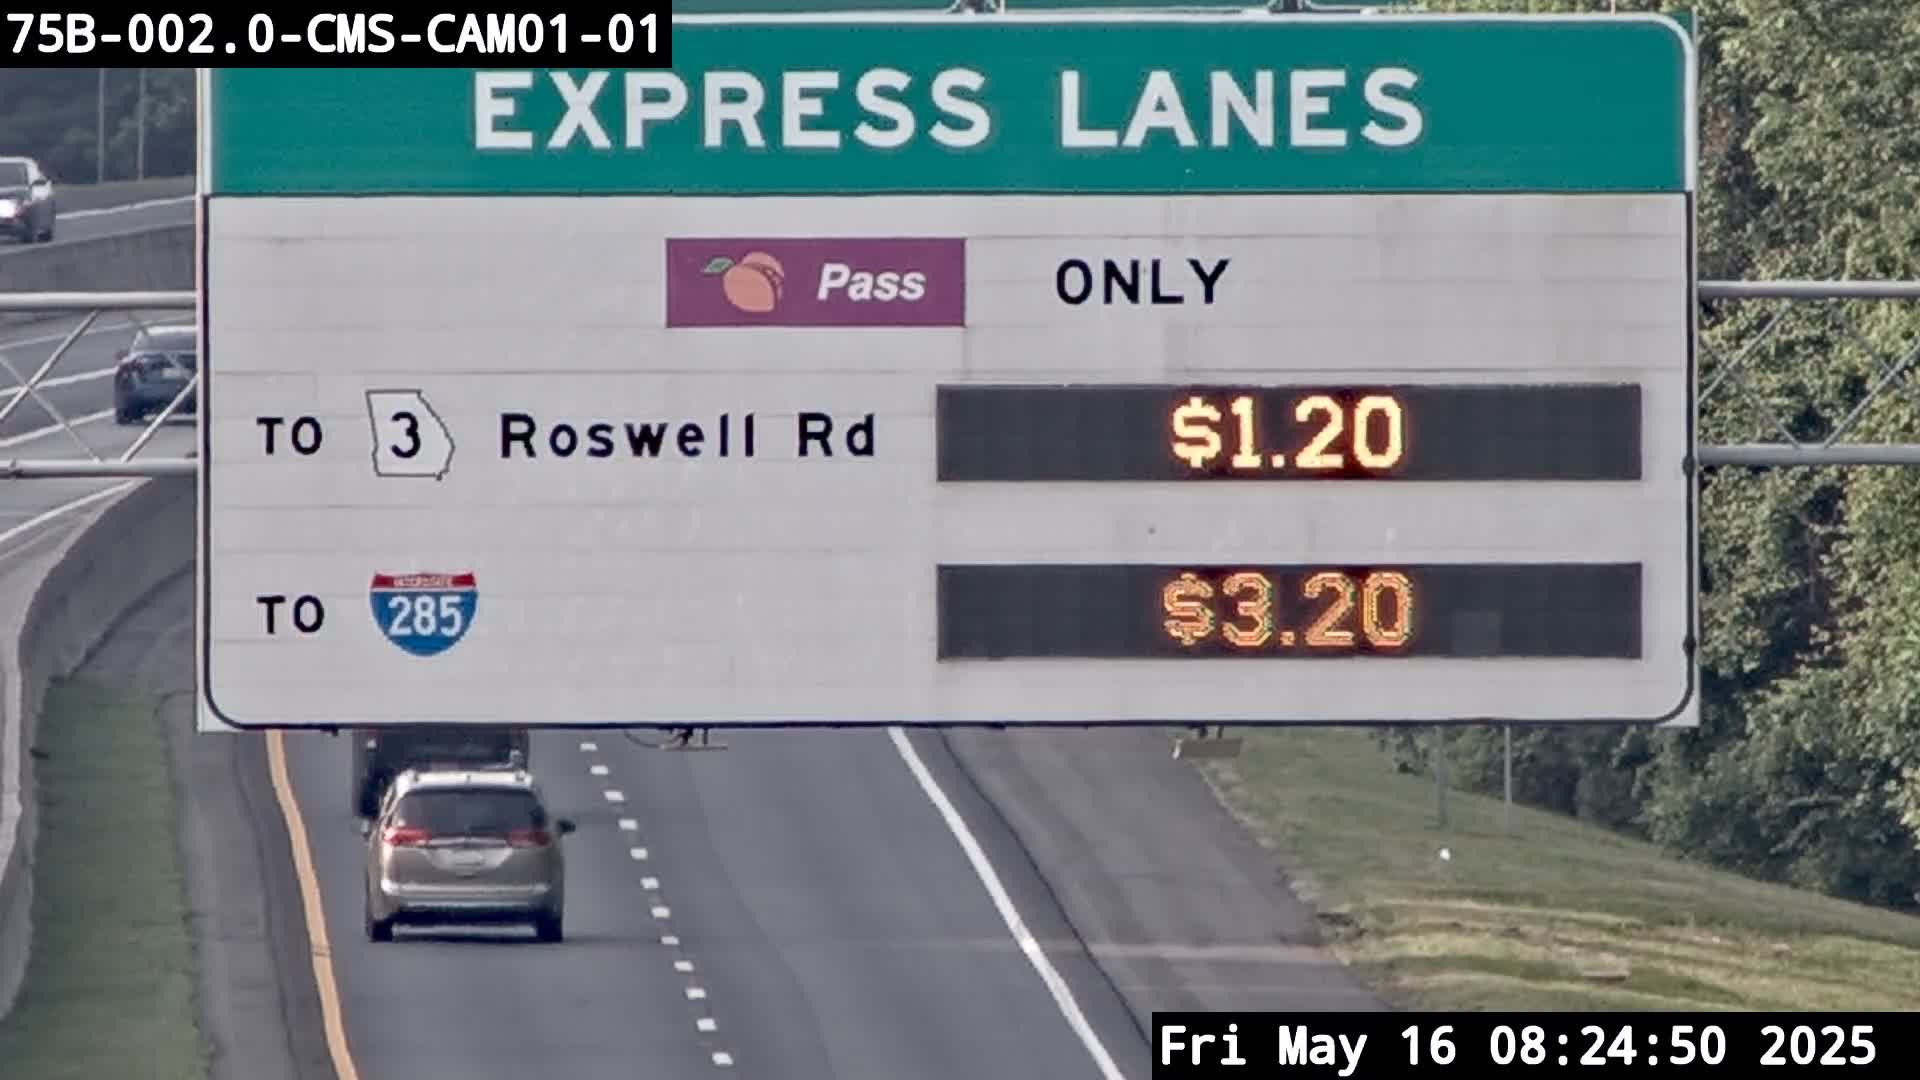 75B-002.0-CMS-CAM01-01
EXPRESS LANES
Pass ONLY
TO 3 Roswell Rd $1.20
TO INTERSTATE 285 $3.20
Fri May 16 08:24:50 2025